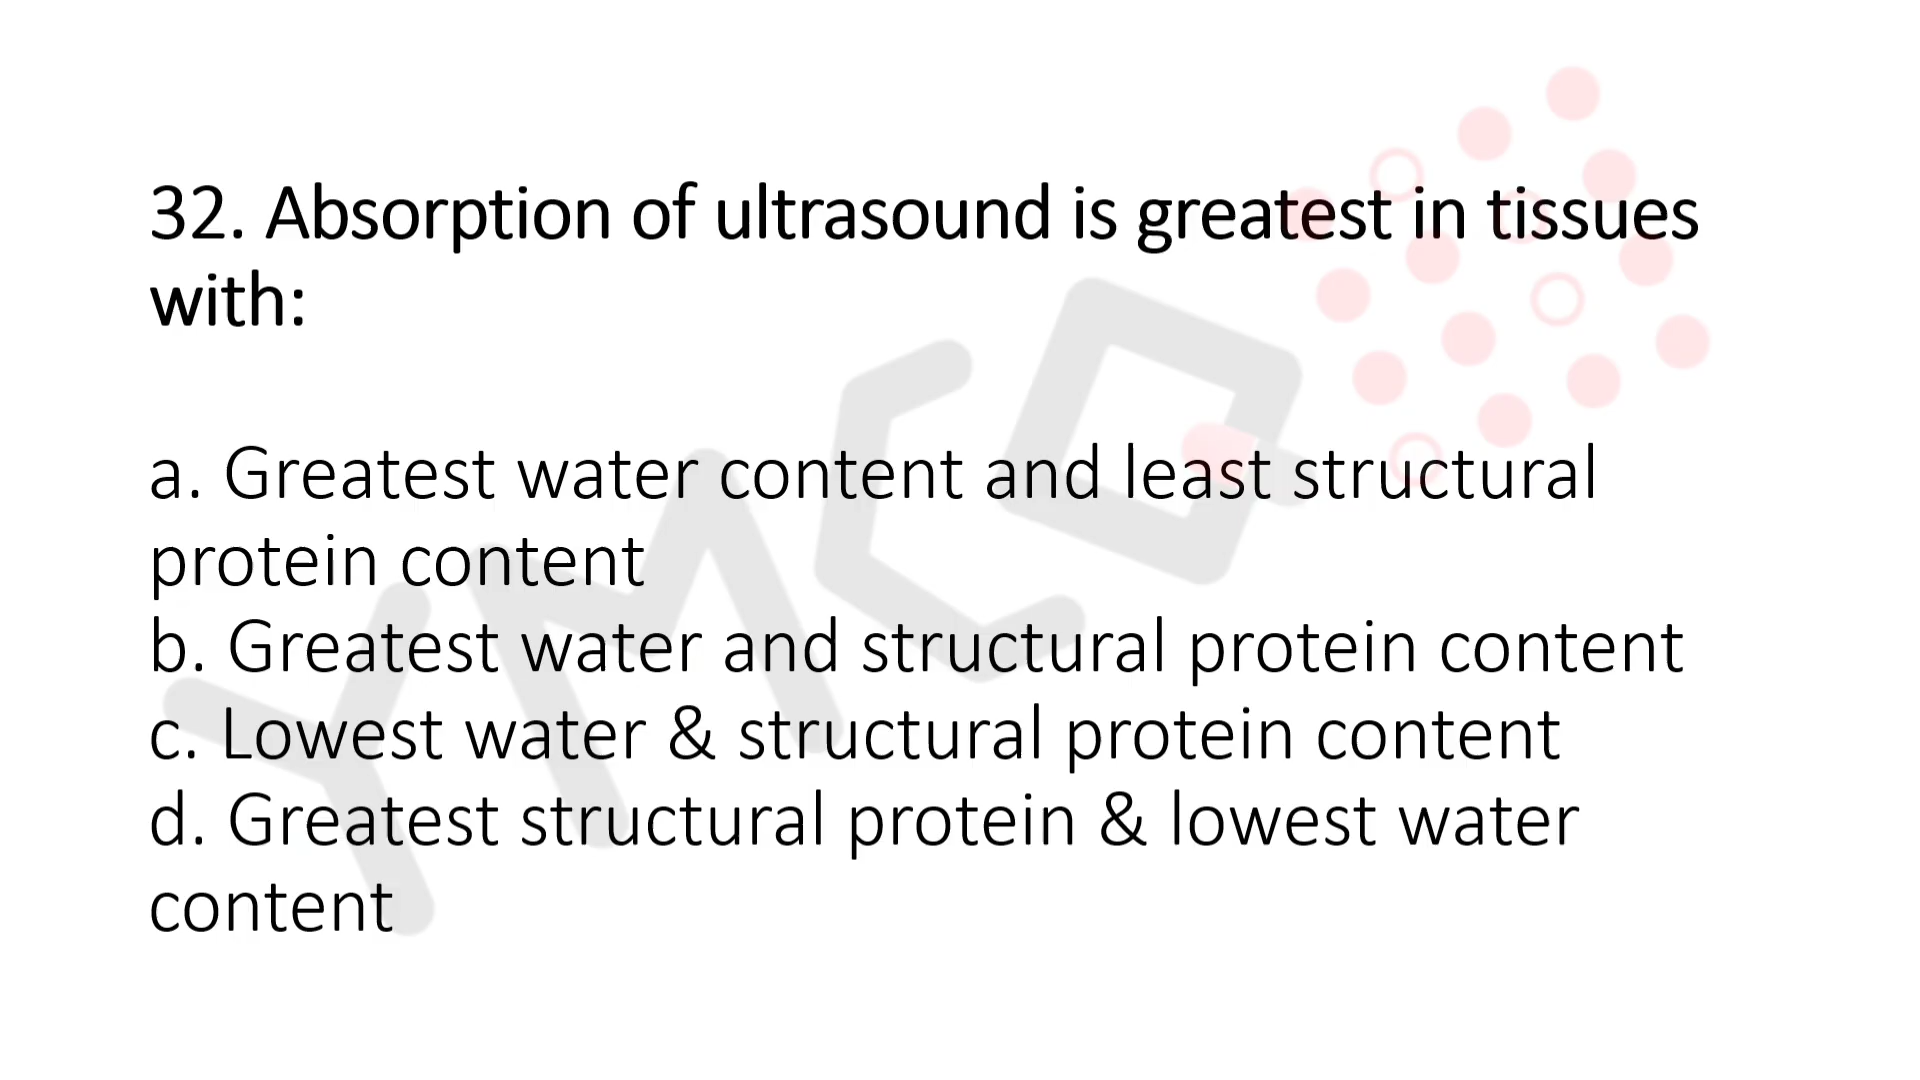 32. Absorption of ultrasound is greatest in tissues
with:
a. Greatest water content and least structural
protein content
b. Greatest water and structural protein content
c. Lowest water & structural protein content
d. Greatest structural protein & lowest water
content
YMCQ